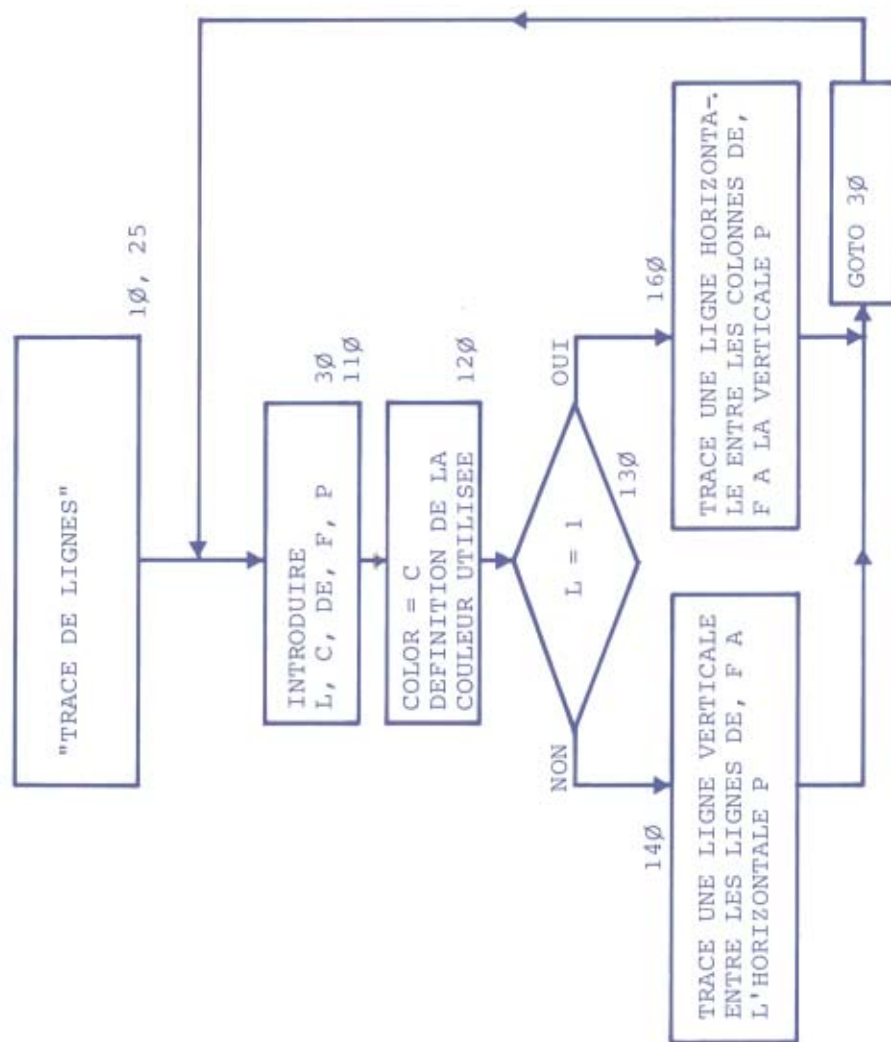 "TRACE DE LIGNES"
1Ø, 25
INTRODUIRE
L, C, DE, F, P
3Ø
11Ø
COLOR = C
DEFINITION DE LA
COULEUR UTILISEE
12Ø
L = 1
13Ø
NON
OUI
14Ø
TRACE UNE LIGNE VERTICALE
ENTRE LES LIGNES DE, F A
L'HORIZONTALE P
16Ø
TRACE UNE LIGNE HORIZONTA-.
LE ENTRE LES COLONNES DE,
F A LA VERTICALE P
GOTO 3Ø